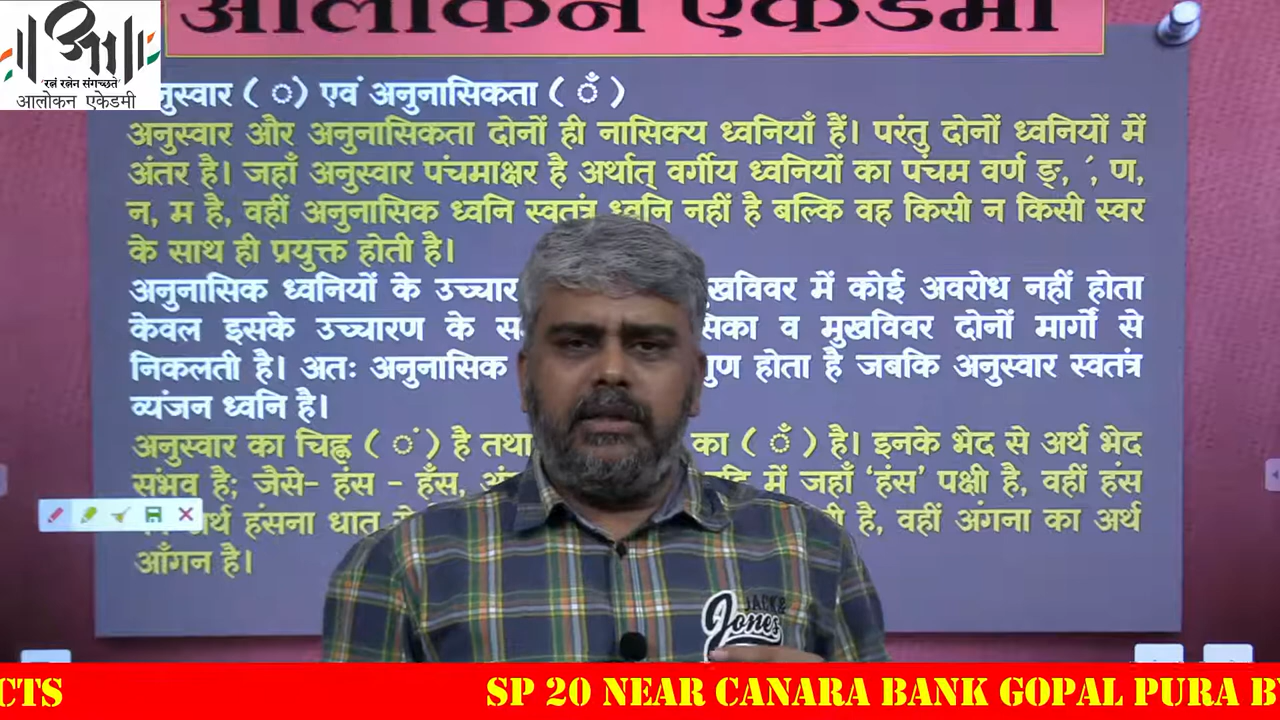 आलोकन एकेडमी
'रत्नं रत्नेन संगच्छते'
आलोकन एकेडमी
नुस्वार ( ं ) एवं अनुनासिकता ( ँ )
अनुस्वार और अनुनासिकता दोनों ही नासिक्य ध्वनियाँ हैं। परंतु दोनों ध्वनियों में
अंतर है। जहाँ अनुस्वार पंचमाक्षर है अर्थात् वर्गीय ध्वनियों का पंचम वर्ण ङ्, ́, ण,
न, म है, वहीं अनुनासिक ध्वनि स्वतंत्र ध्वनि नहीं है बल्कि वह किसी न किसी स्वर
के साथ ही प्रयुक्त होती है।
अनुनासिक ध्वनियों के उच्चार खविवर में कोई अवरोध नहीं होता
केवल इसके उच्चारण के स सिका व मुखविवर दोनों मार्गों से
निकलती है। अतः अनुनासिक गुण होता है जबकि अनुस्वार स्वतंत्र
व्यंजन ध्वनि है।
अनुस्वार का चिह्न ( ं ) है तथा का ( ँ ) है। इनके भेद से अर्थ भेद
संभव है; जैसे- हंस - हँस, में जहाँ 'हंस' पक्षी है, वहीं हंस
अर्थ हंसना धात है, वहीं अंगना का अर्थ
आँगन है।
JACK &
Jones
CTS SP 20 NEAR CANARA BANK GOPAL PURA BY